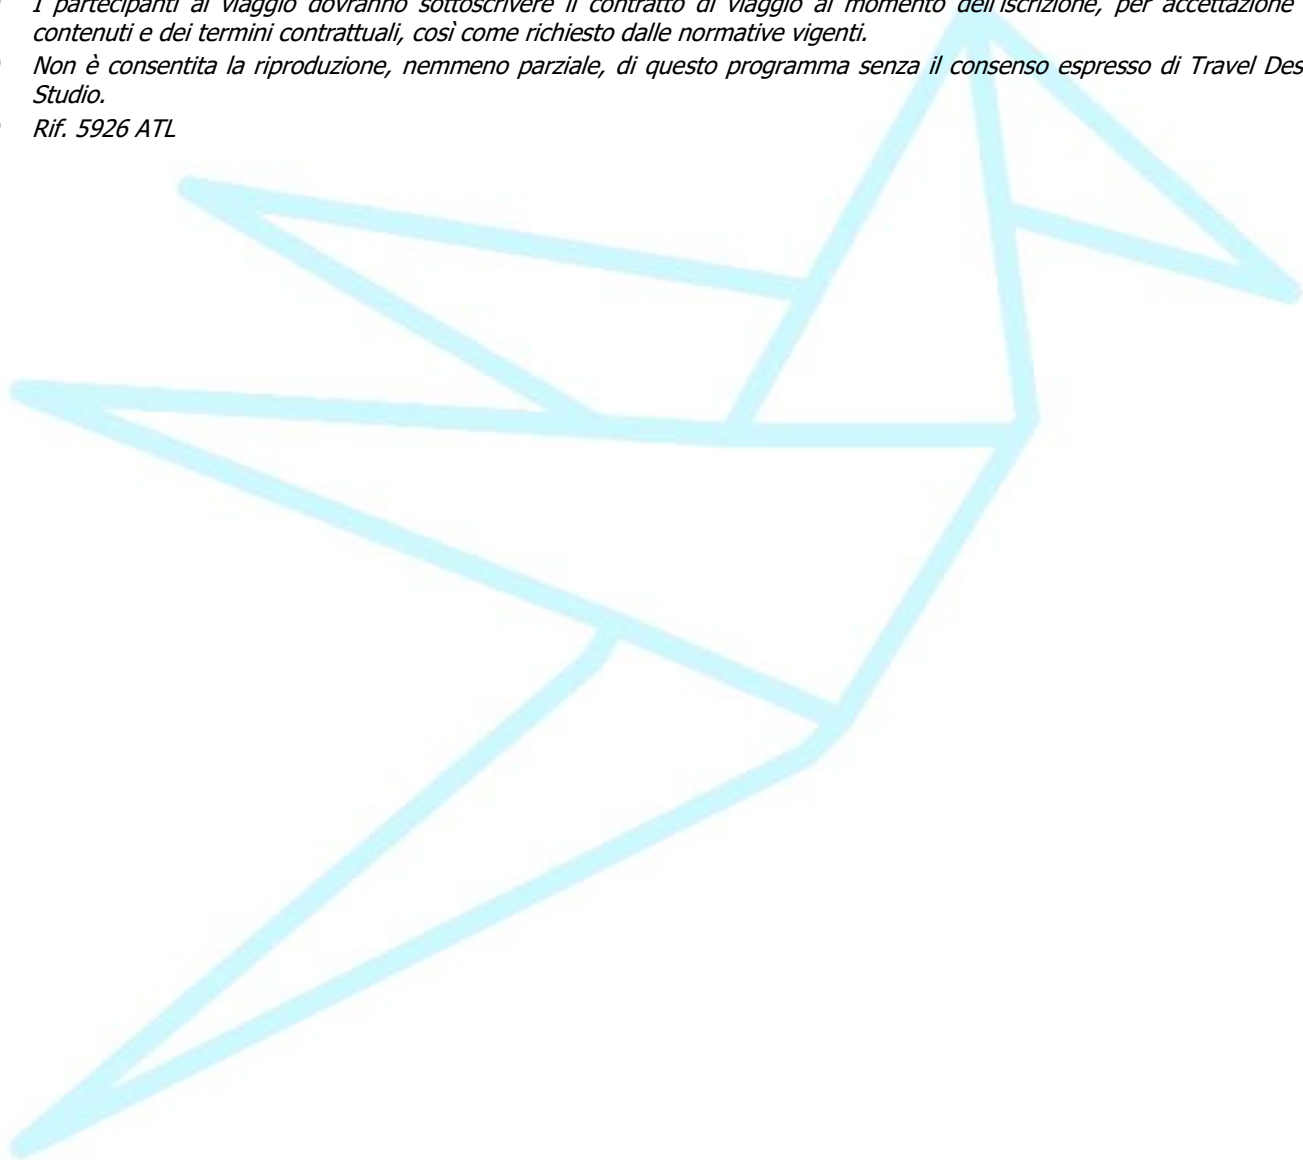 I partecipanti al viaggio dovranno sottoscrivere il contratto di viaggio al momento dell'iscrizione, per accettazione
contenuti e dei termini contrattuali, così come richiesto dalle normative vigenti.
Non è consentita la riproduzione, nemmeno parziale, di questo programma senza il consenso espresso di Travel Des
Studio.
Rif. 5926 ATL